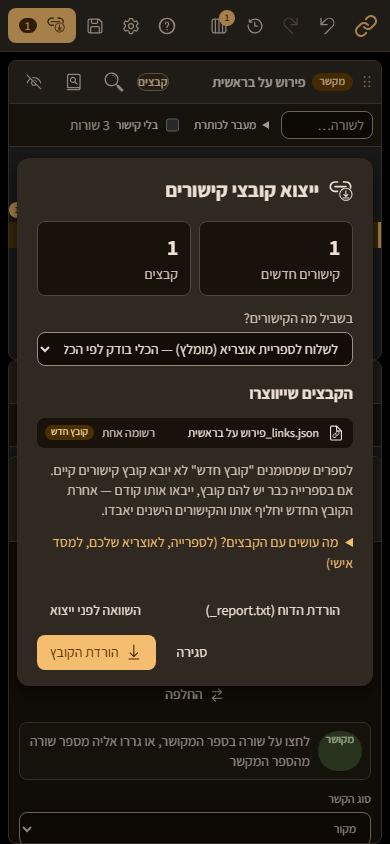 1
1
מקשר
פירוש על בראשית
קבצים
לשורה...
מעבר לכותרת
בלי קישור
3 שורות
ייצוא קובצי קישורים
1
קישורים חדשים
1
קבצים
בשביל מה הקישורים?
לשלוח לספריית אוצריא (מומלץ) — הכלי בודק לפי הכל
הקבצים שייווצרו
פירוש על בראשית_links.json
רשומה אחת
קובץ חדש
לספרים שמסומנים "קובץ חדש" לא יובא קובץ קישורים קיים.
אם בספרייה כבר יש להם קובץ, ייבאו אותו קודם — אחרת
הקובץ החדש יחליף אותו והקישורים הישנים יאבדו.
מה עושים עם הקבצים? (לספרייה, לאוצריא שלכם, למסד
אישי)
הורדת הדוח (_report.txt)
השוואה לפני ייצוא
סגירה
הורדת הקובץ
החלפה
מקושר
לחצו על שורה בספר המקושר, או גררו אליה מספר שורה
מהספר המקשר
סוג הקשר
מקור